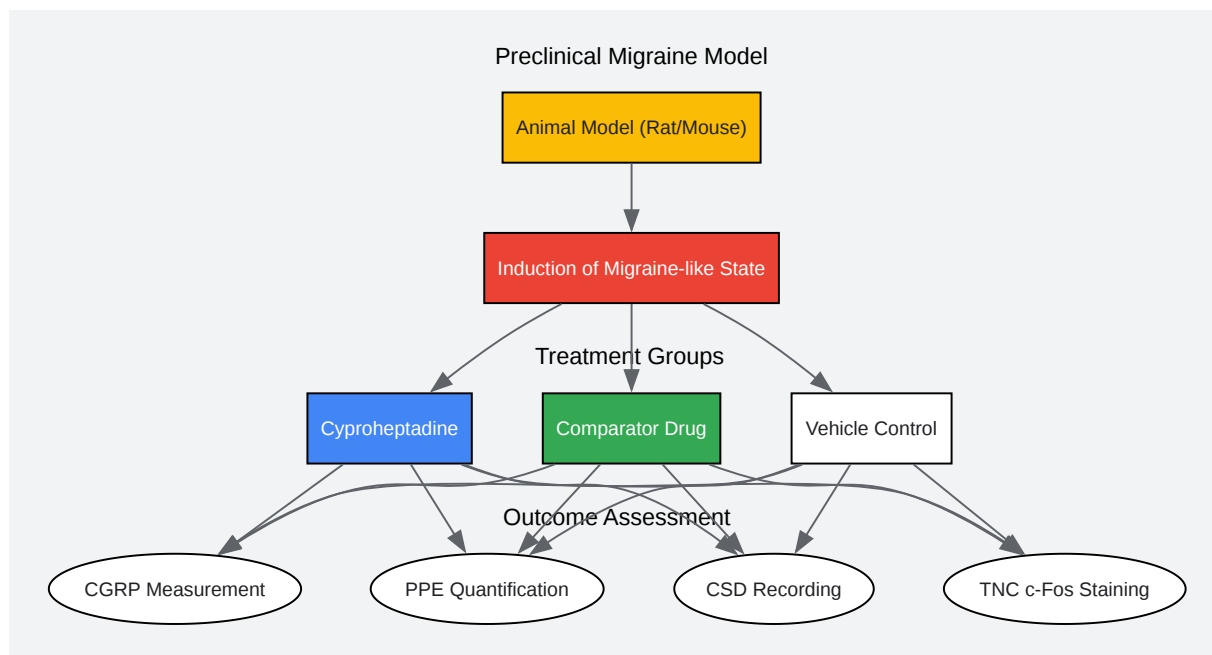 Preclinical Migraine Model
Animal Model (Rat/Mouse)
Induction of Migraine-like State
Treatment Groups
Cyproheptadine
Comparator Drug
Vehicle Control
Outcome Assessment
CGRP Measurement
PPE Quantification
CSD Recording
TNC c-Fos Staining